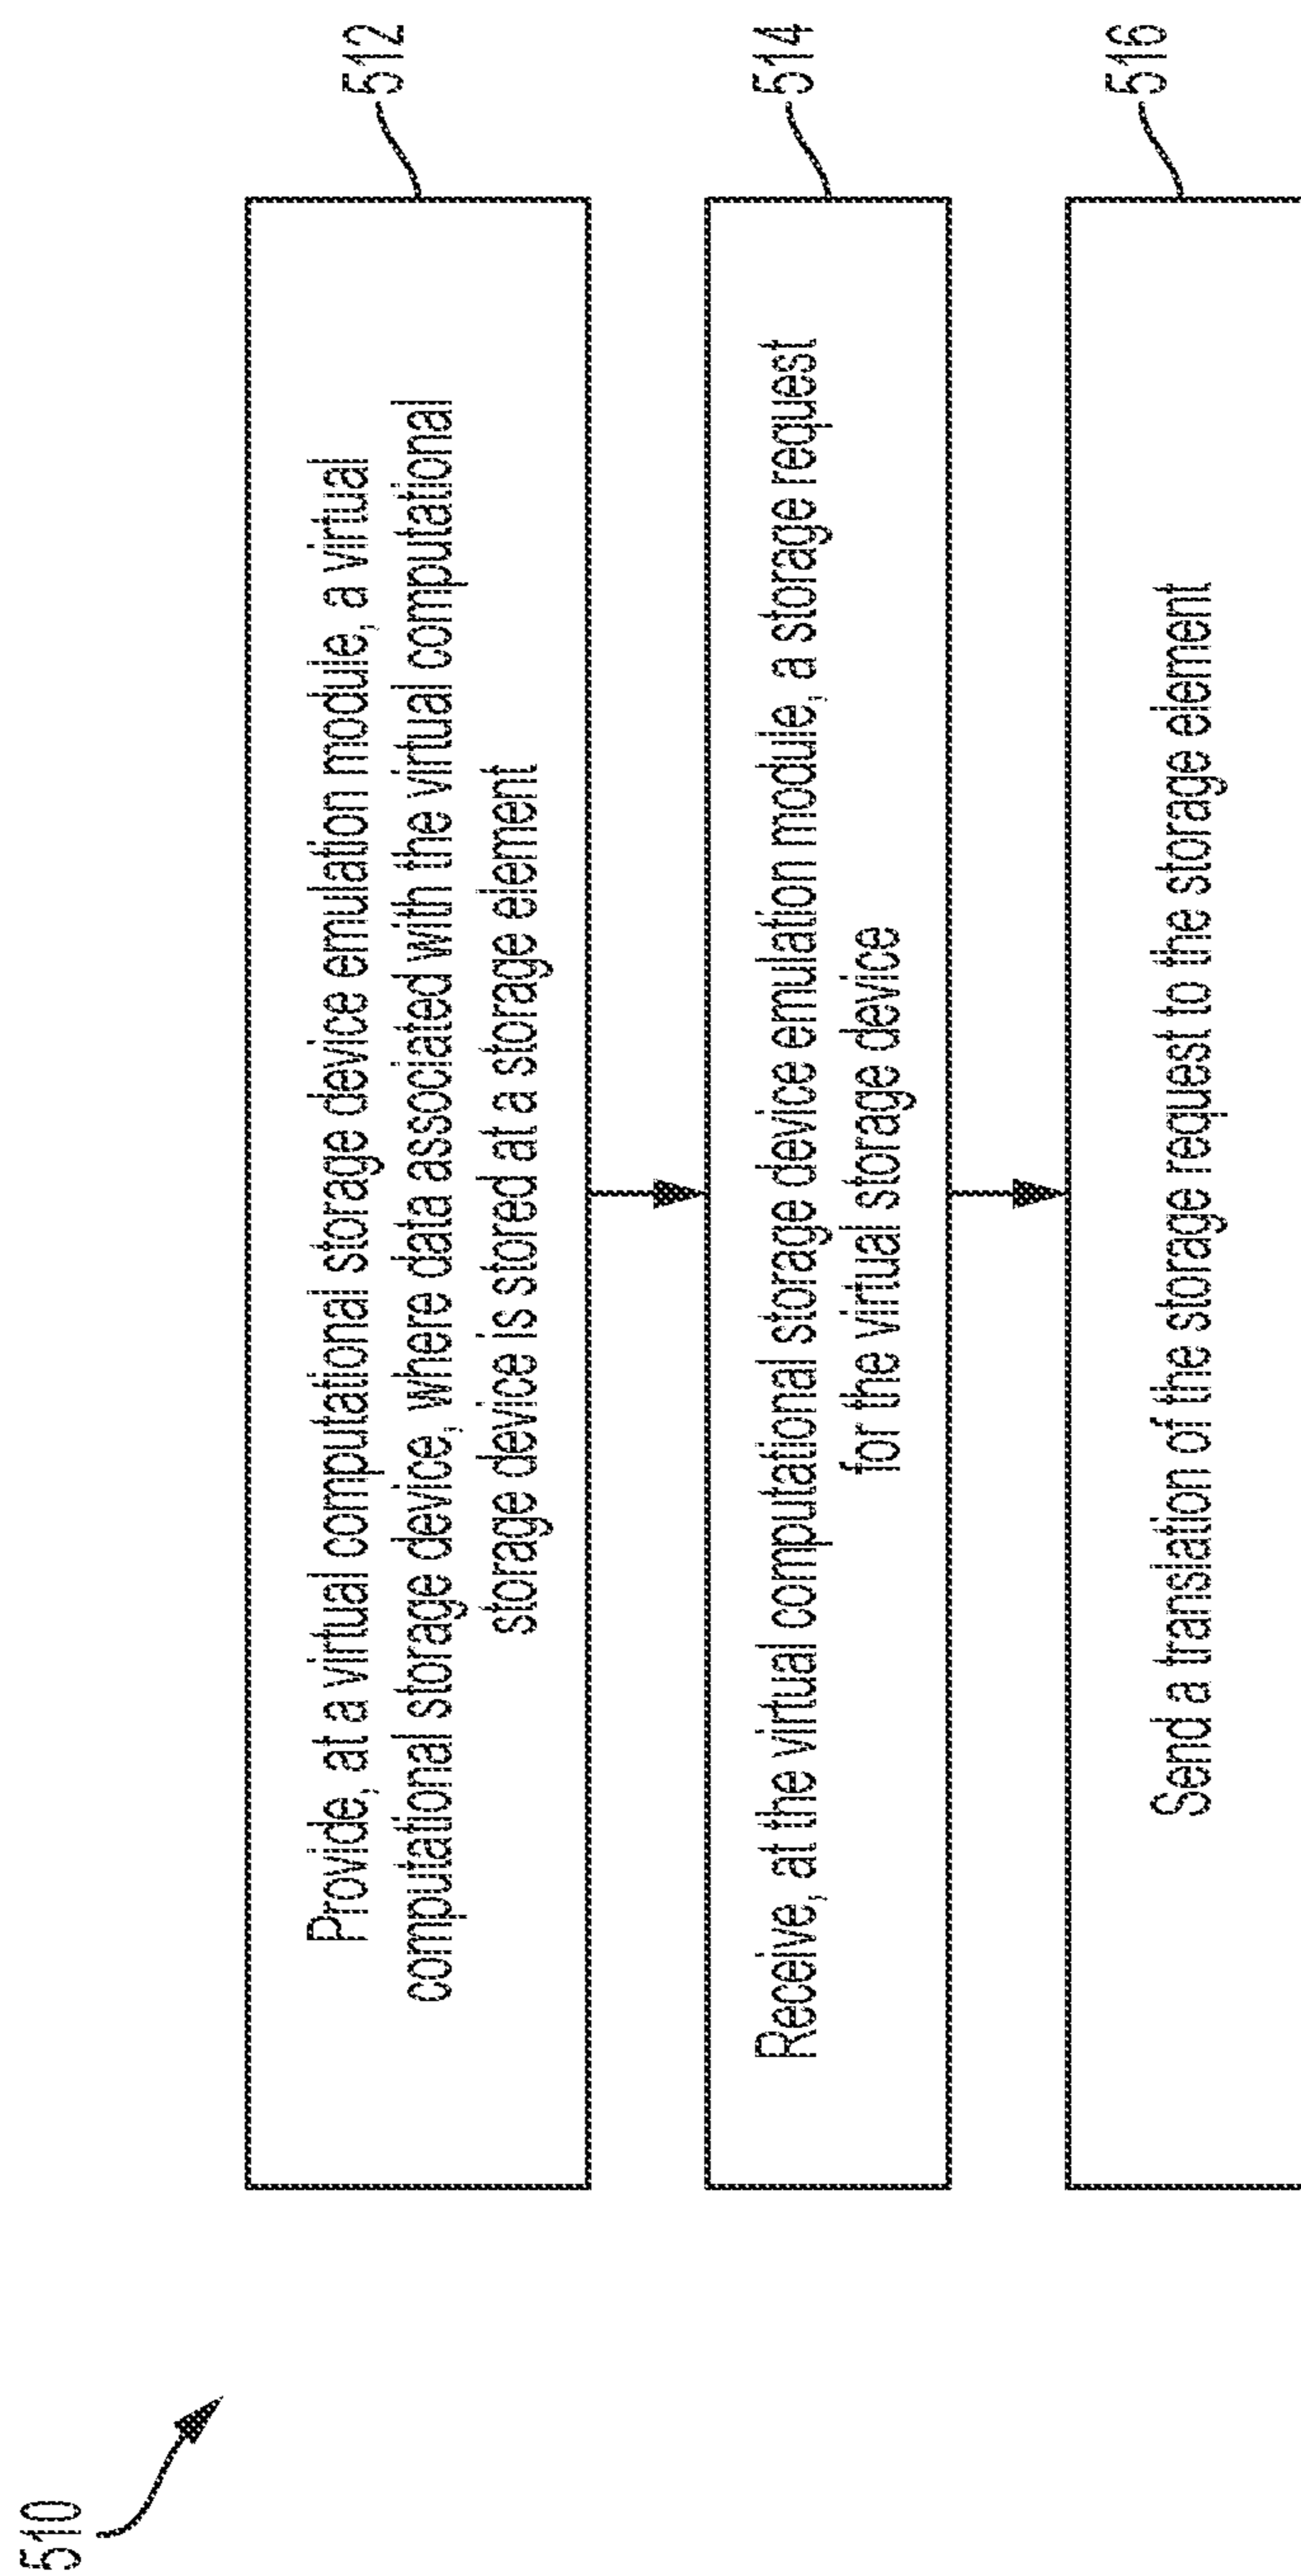 510
Provide, at a virtual computational storage device emulation module, a virtual
computational storage device, where data associated with the virtual computational
storage device is stored at a storage element
512
Receive, at the virtual computational storage device emulation module, a storage request
for the virtual storage device
514
Send a translation of the storage request to the storage element
516